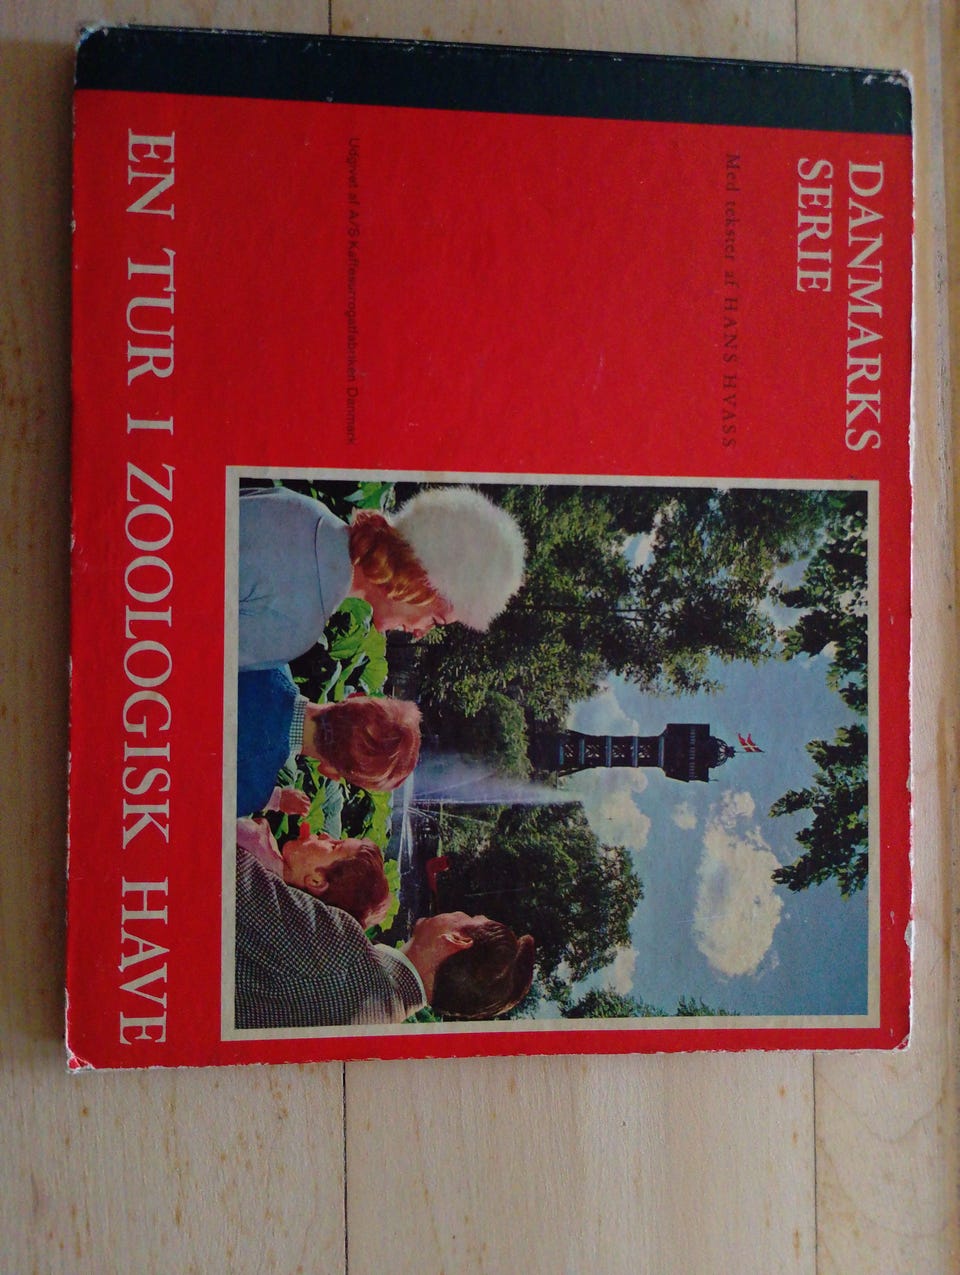 DANMARKS
SERIE
Med tekster af HANS HVASS
Udgivet af A/S Kaffesurrogatfabriken Danmark
EN TUR I ZOOLOGISK HAVE